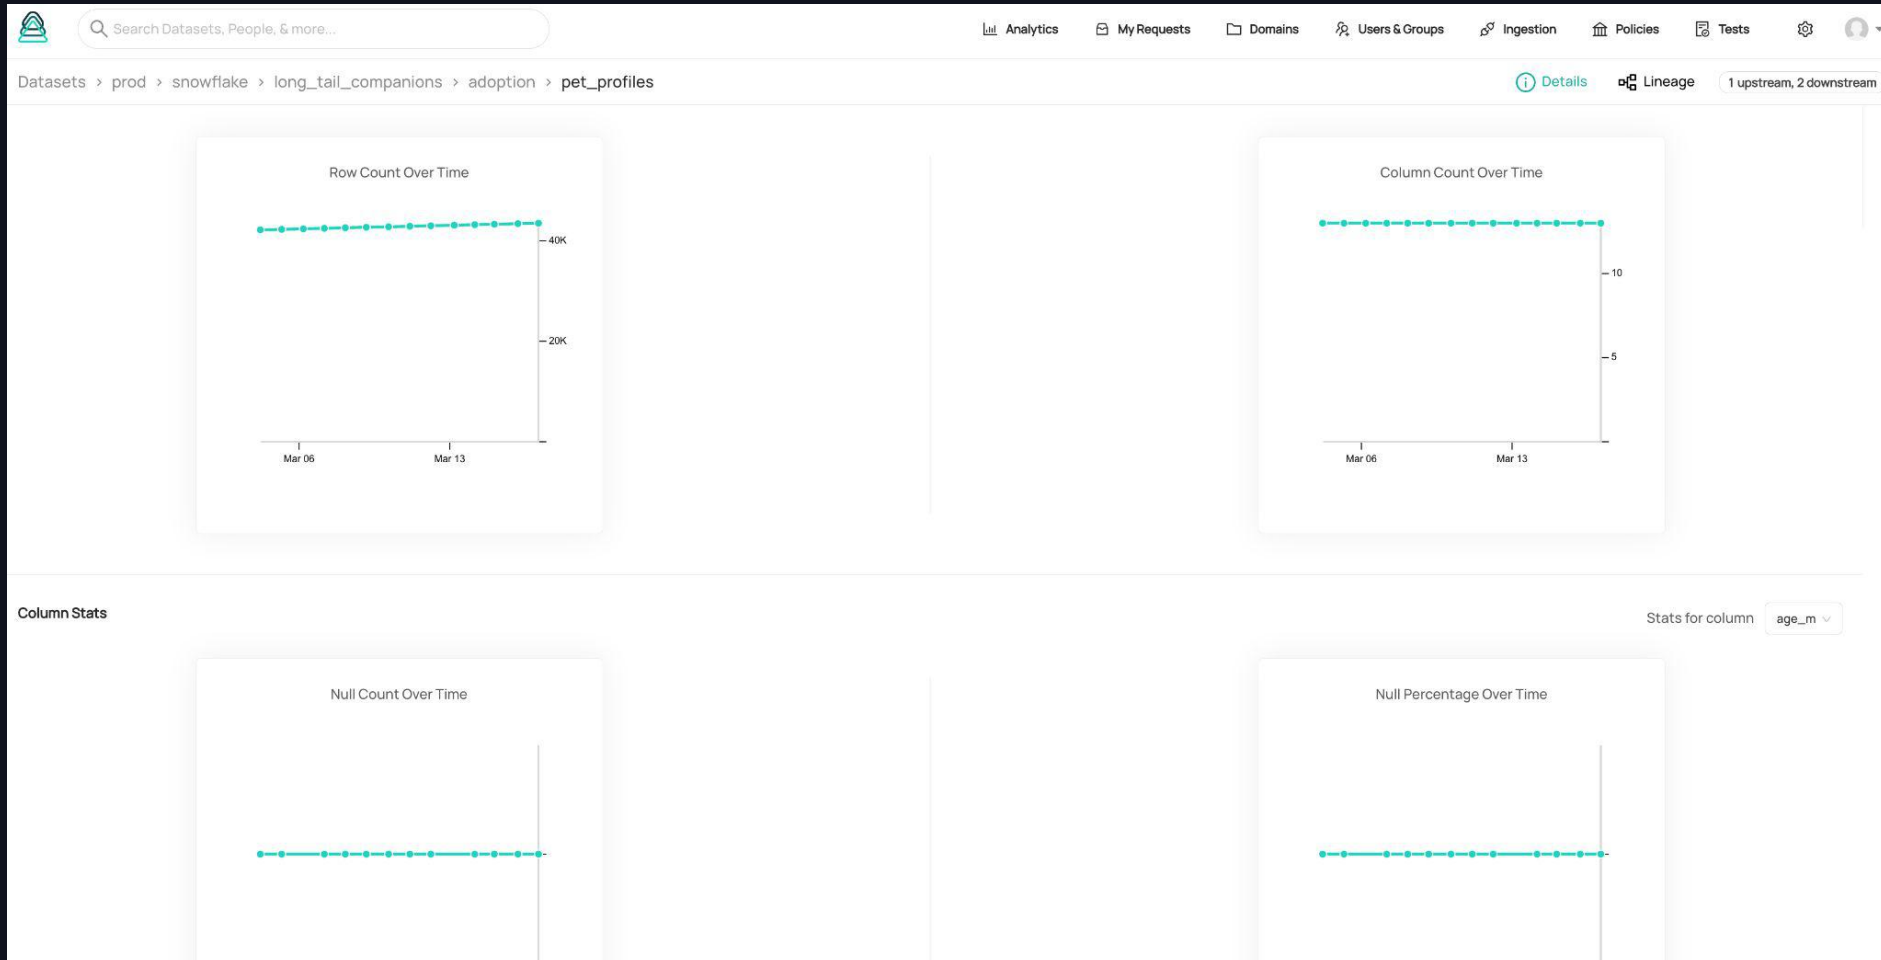 Search Datasets, People, & more...
Analytics My Requests Domains Users & Groups Ingestion Policies Tests
Datasets > prod > snowflake > long_tail_companions > adoption > pet_profiles
Details Lineage 1 upstream, 2 downstream
Row Count Over Time
40K
20K
Mar 06 Mar 13
Column Count Over Time
10
5
Mar 06 Mar 13
Column Stats
Stats for column age_m
Null Count Over Time
Null Percentage Over Time